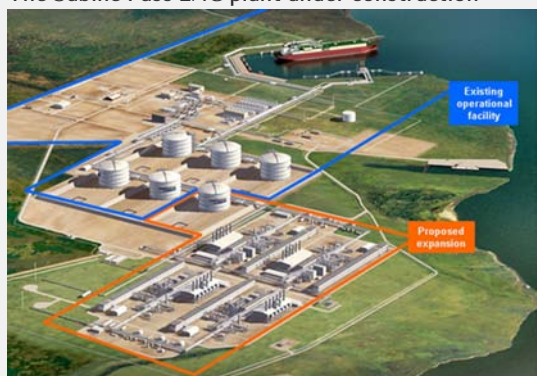 The Sabine Pass LNG plant under construction
Existing
operational
facility
Proposed
expansion